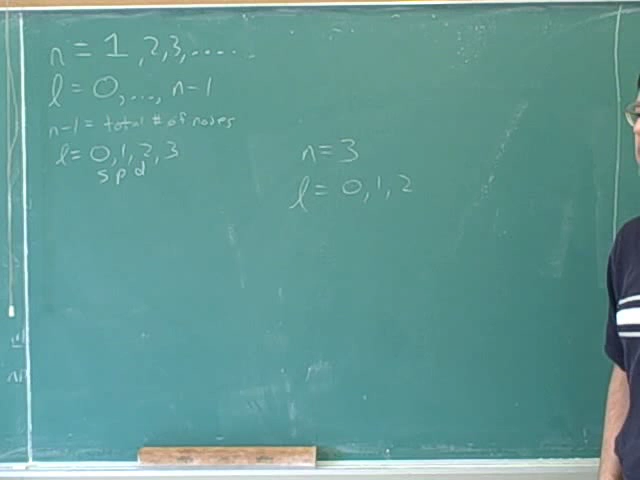 n = 1, 2, 3, ......
l = 0, ..., n-1
n-1 = total # of nodes
l = 0, 1, 2, 3
s p d
n = 3
l = 0, 1, 2